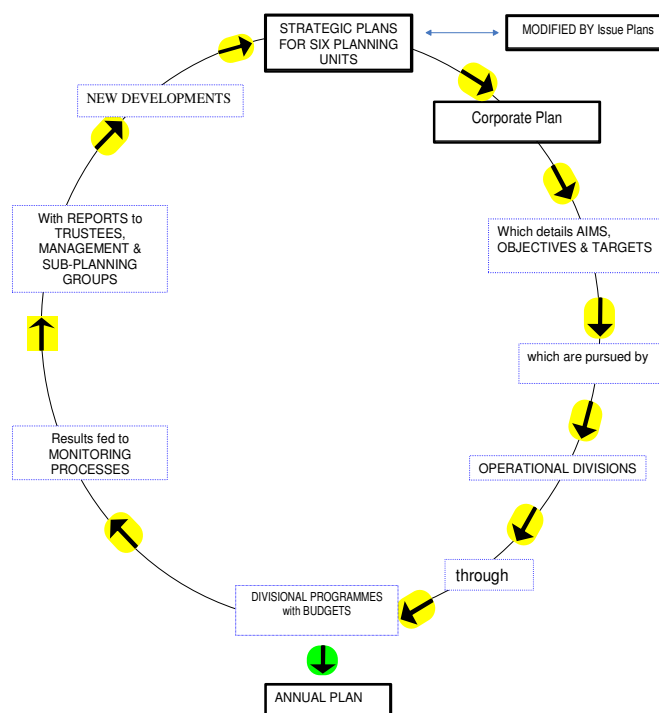 STRATEGIC PLANS
FOR SIX PLANNING
UNITS
MODIFIED BY Issue Plans
Corporate Plan
Which details AIMS,
OBJECTIVES & TARGETS
which are pursued by
OPERATIONAL DIVISIONS
through
DIVISIONAL PROGRAMMES
with BUDGETS
ANNUAL PLAN
Results fed to
MONITORING
PROCESSES
With REPORTS to
TRUSTEES,
MANAGEMENT &
SUB-PLANNING
GROUPS
NEW DEVELOPMENTS